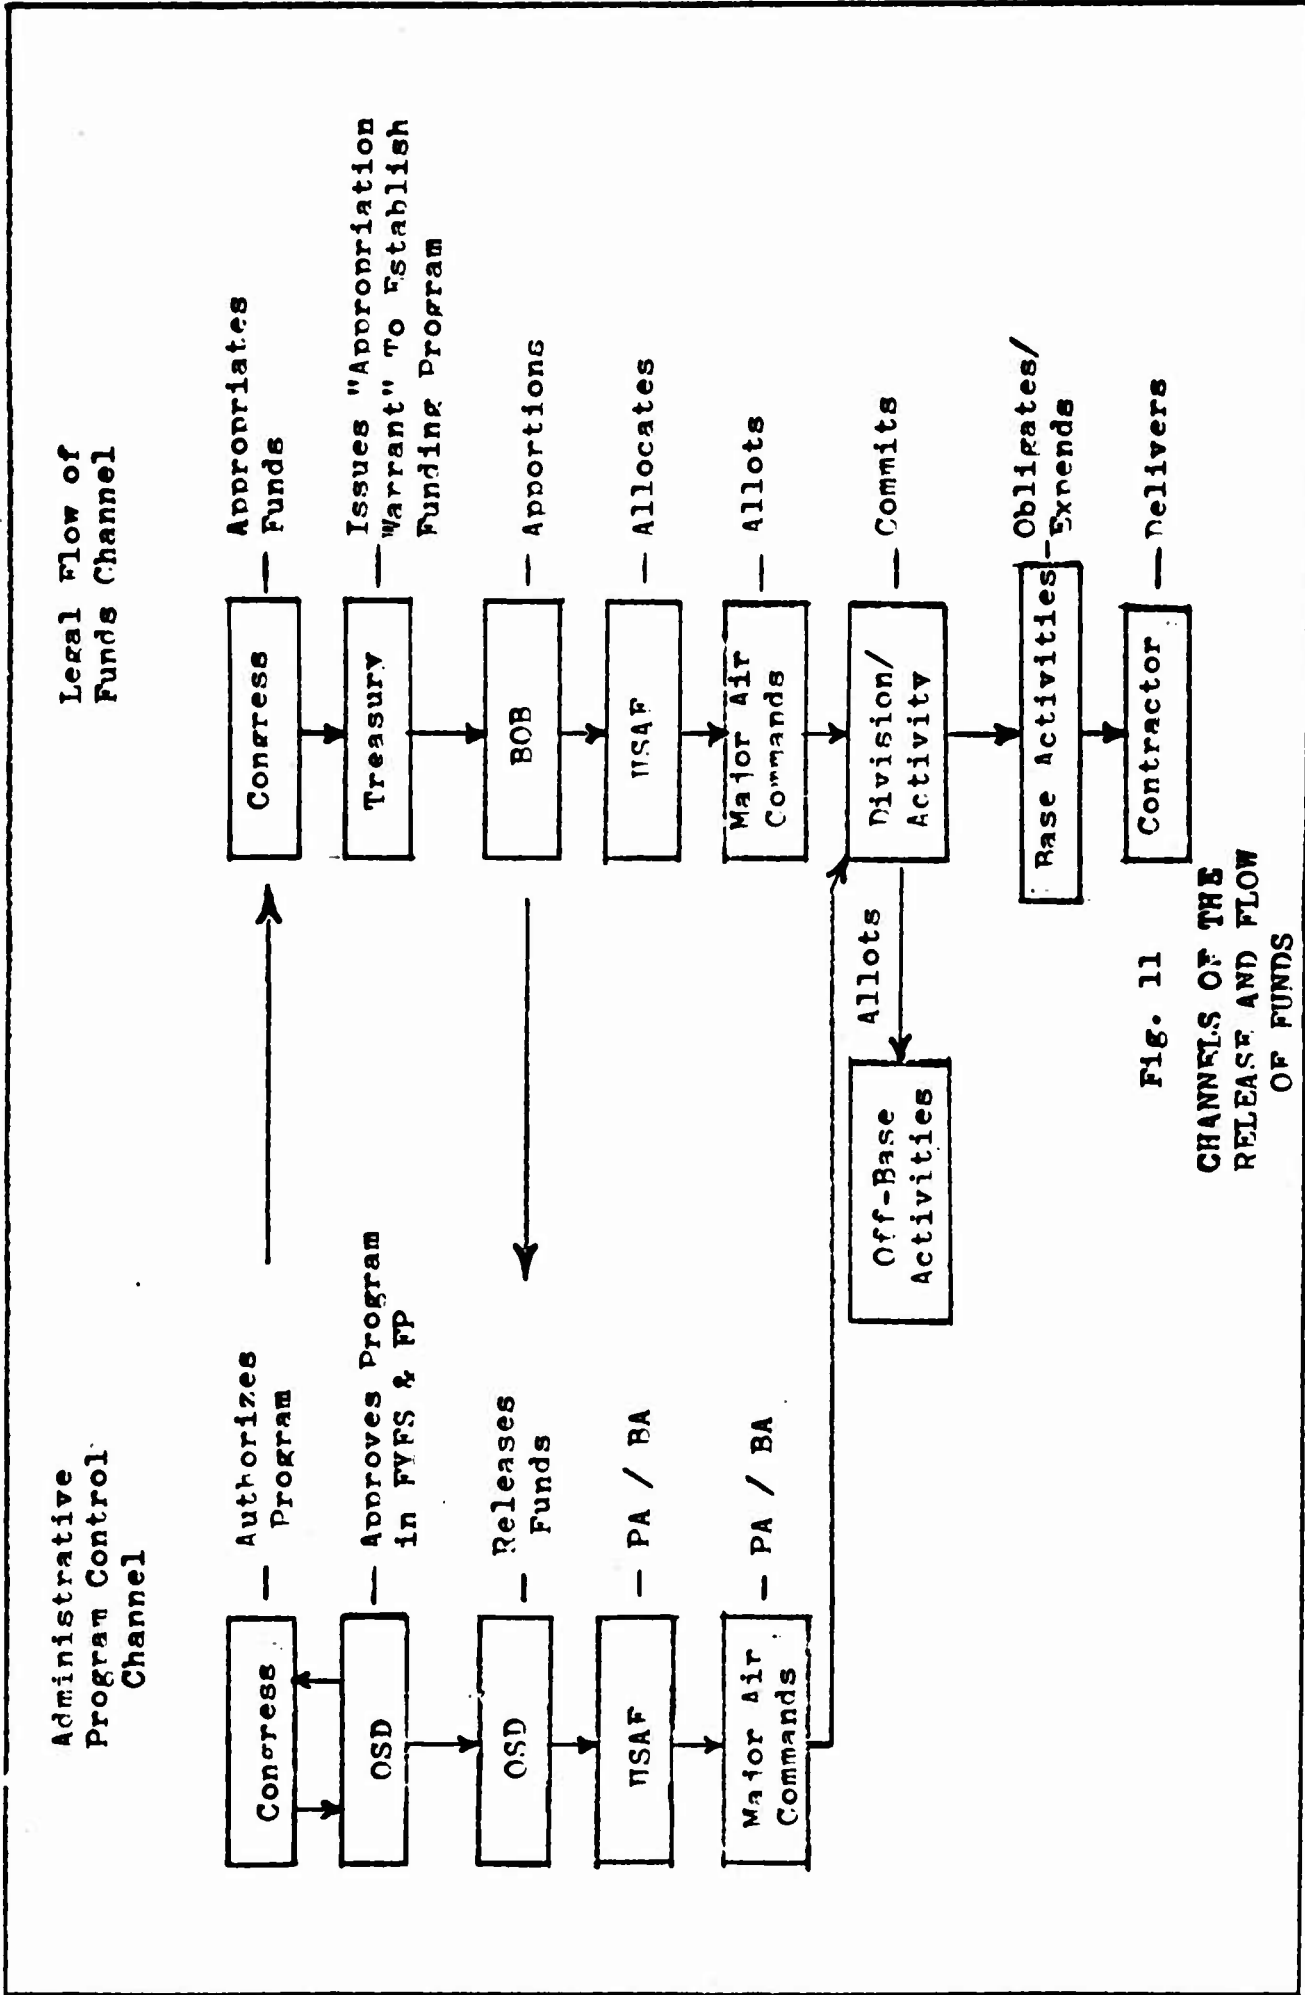 Administrative
Program Control
Channel
Legal Flow of
Funds Channel
Congress
— Authorizes
Program
Congress
— Appropriates
Funds
OSD
— Approves Program
in FYFS & FP
Treasury
— Issues "Appropriation
Warrant" To Establish
Funding Program
OSD
— Releases
Funds
BOB
— Apportions
USAF
— PA / BA
USAF
— Allocates
Major Air
Commands
— PA / BA
Major Air
Commands
— Allots
Off-Base
Activities
Allots
Division/
Activity
— Commits
Base Activities
— Obligates/
Expends
Contractor
— Delivers
Fig. 11
CHANNELS OF THE
RELEASE AND FLOW
OF FUNDS